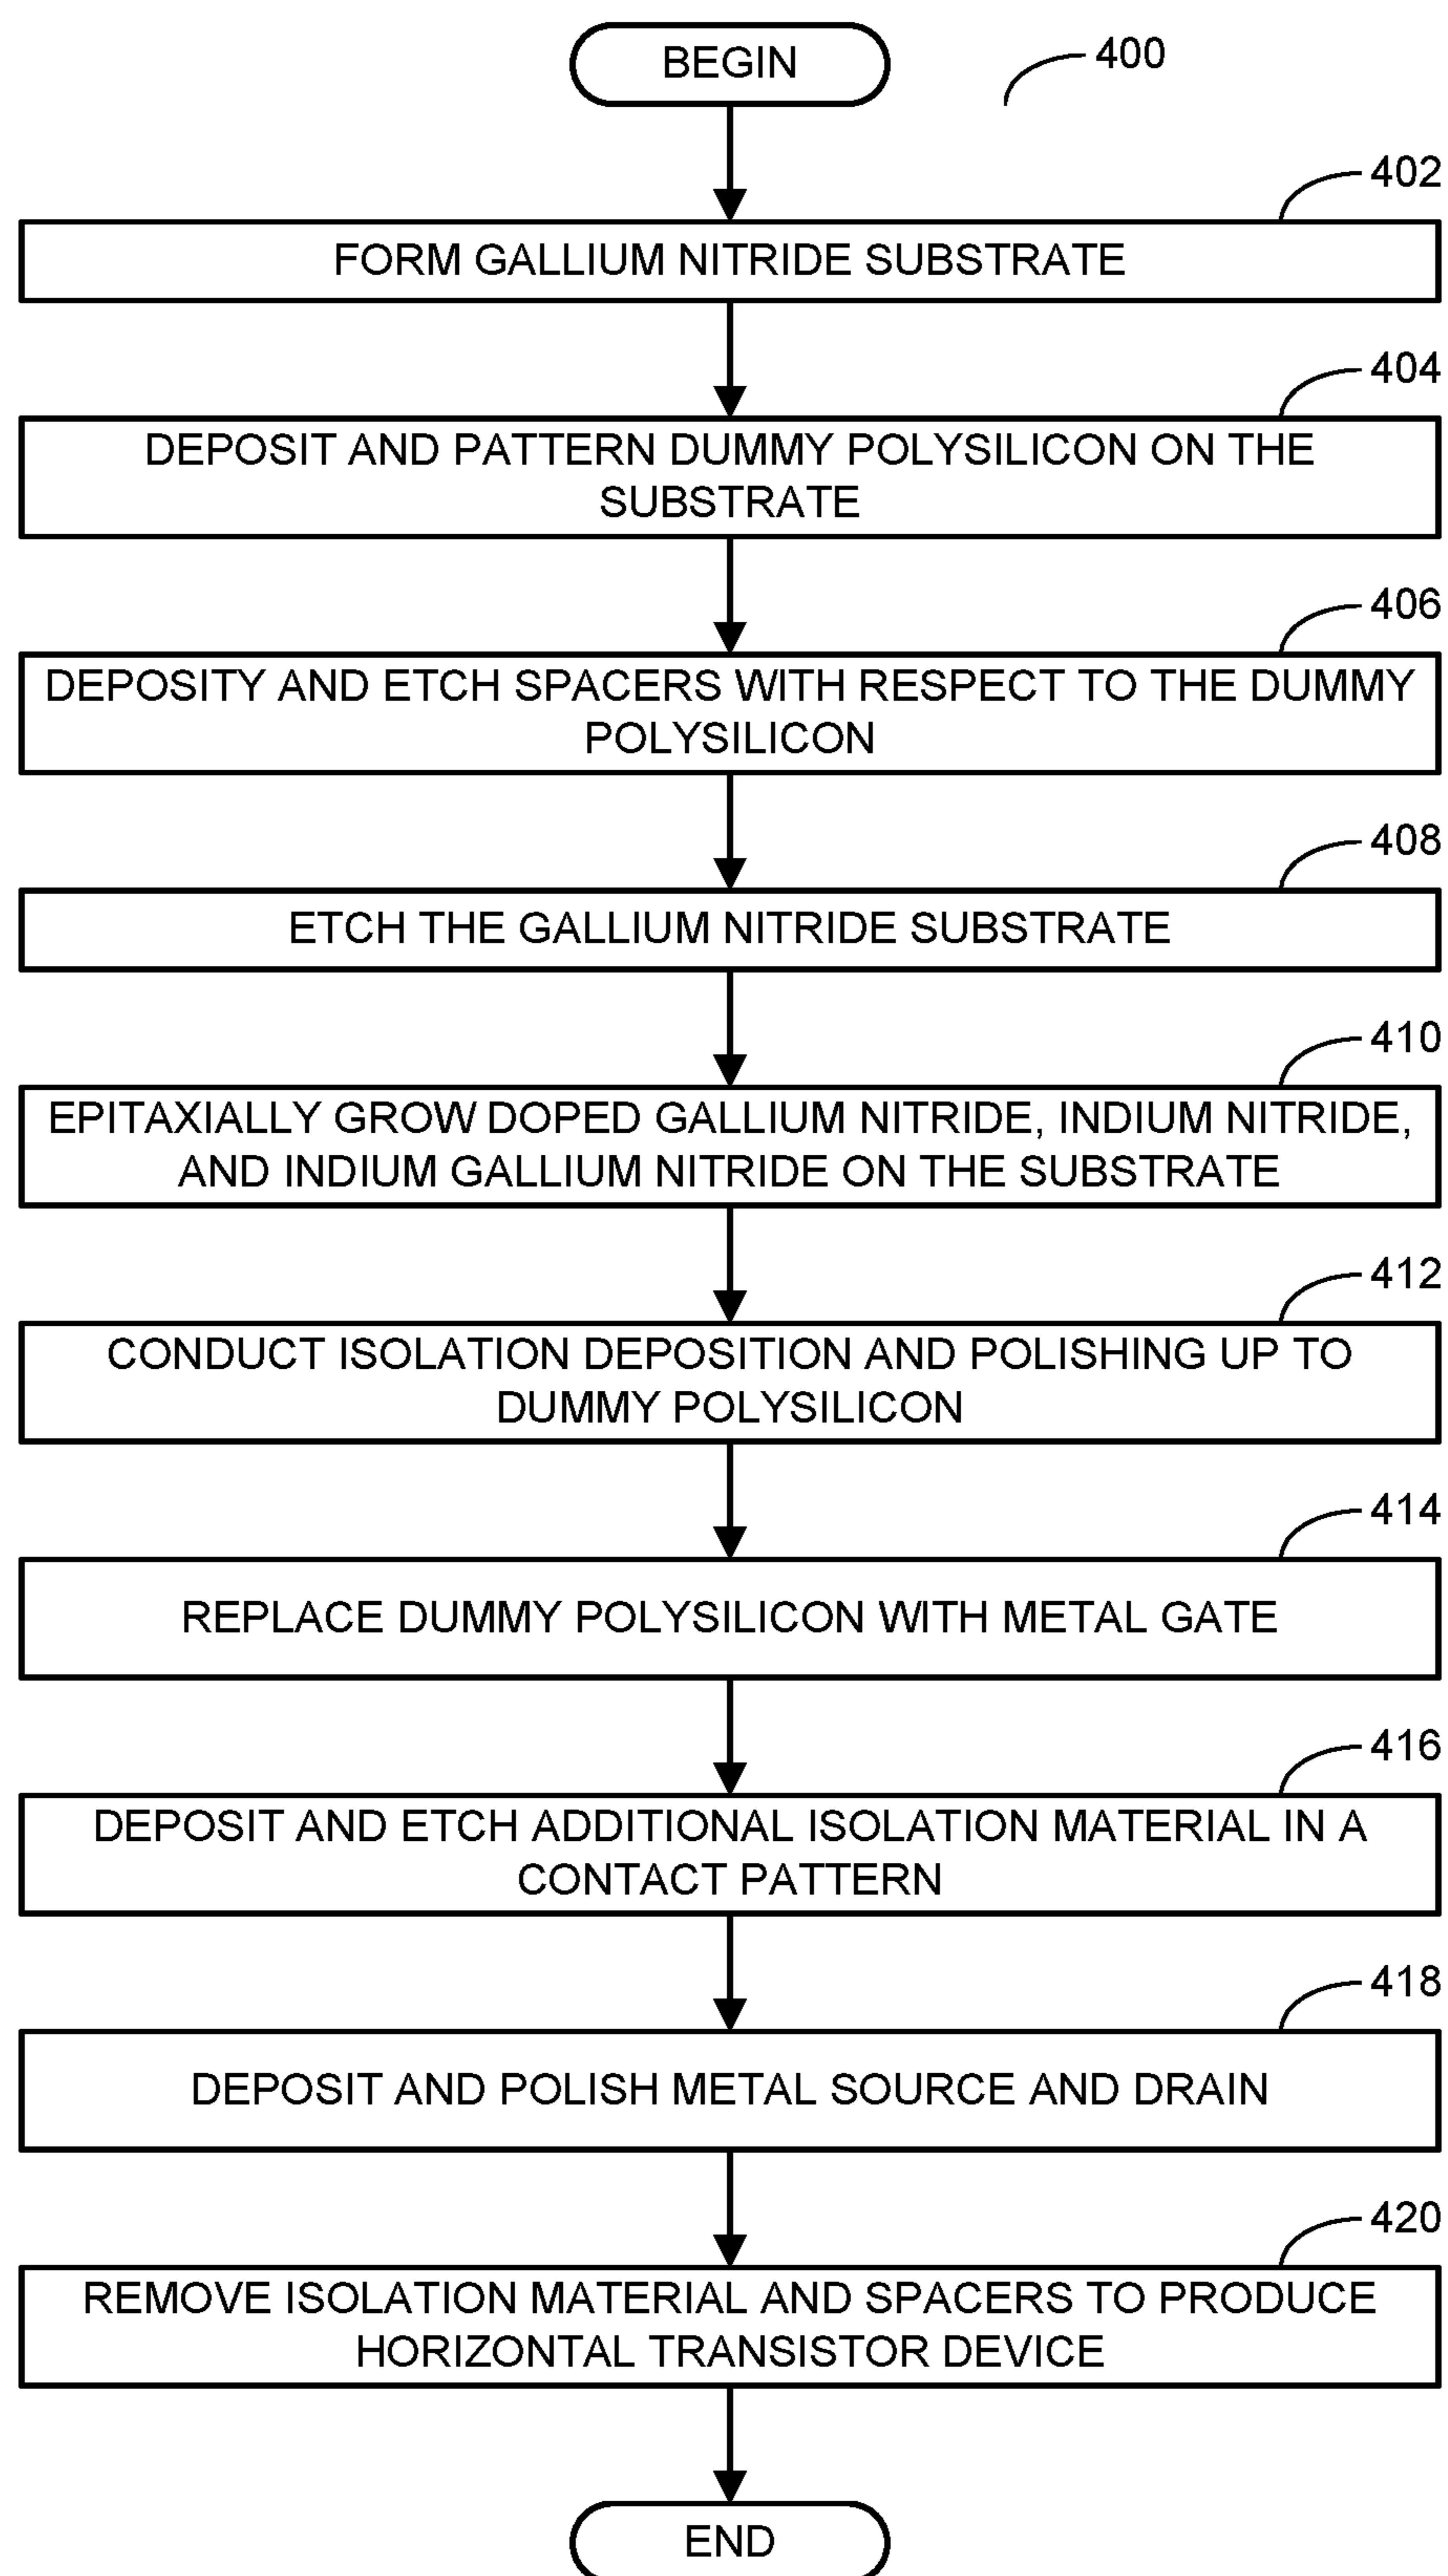 BEGIN
400
402
FORM GALLIUM NITRIDE SUBSTRATE
404
DEPOSIT AND PATTERN DUMMY POLYSILICON ON THE
SUBSTRATE
406
DEPOSITY AND ETCH SPACERS WITH RESPECT TO THE DUMMY
POLYSILICON
408
ETCH THE GALLIUM NITRIDE SUBSTRATE
410
EPITAXIALLY GROW DOPED GALLIUM NITRIDE, INDIUM NITRIDE,
AND INDIUM GALLIUM NITRIDE ON THE SUBSTRATE
412
CONDUCT ISOLATION DEPOSITION AND POLISHING UP TO
DUMMY POLYSILICON
414
REPLACE DUMMY POLYSILICON WITH METAL GATE
416
DEPOSIT AND ETCH ADDITIONAL ISOLATION MATERIAL IN A
CONTACT PATTERN
418
DEPOSIT AND POLISH METAL SOURCE AND DRAIN
420
REMOVE ISOLATION MATERIAL AND SPACERS TO PRODUCE
HORIZONTAL TRANSISTOR DEVICE
END